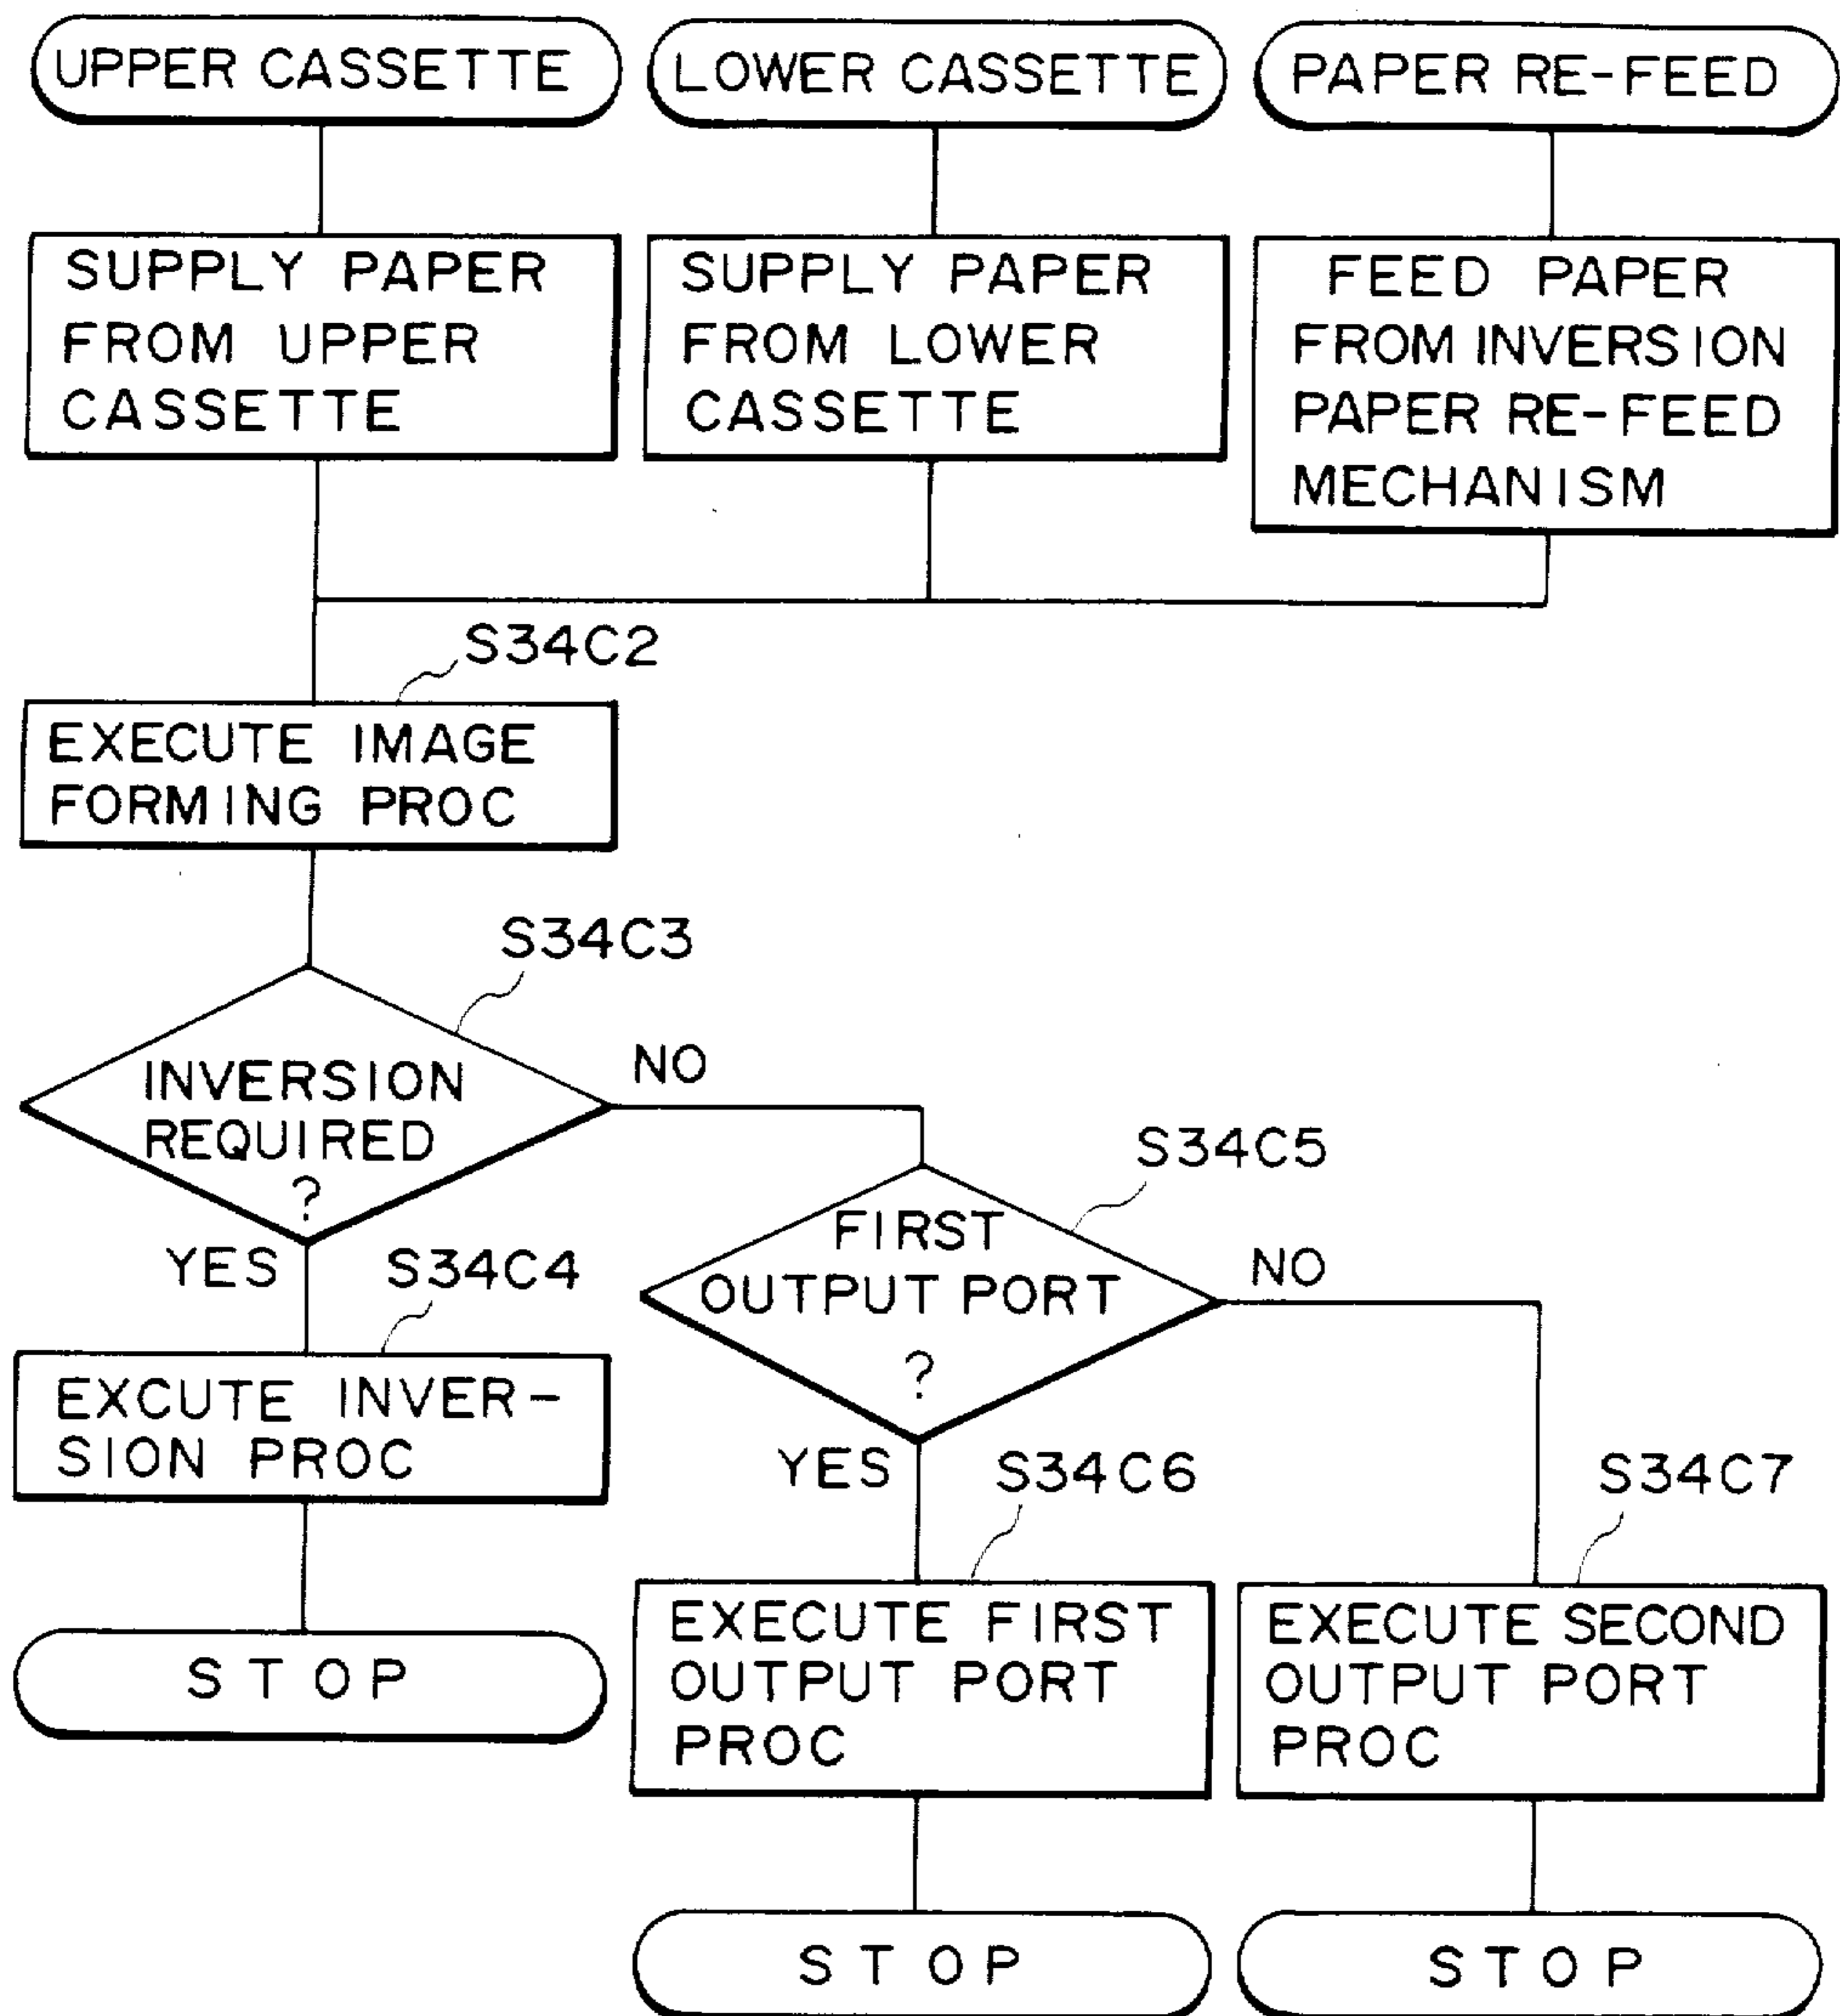 UPPER CASSETTE
LOWER CASSETTE
PAPER RE-FEED
SUPPLY PAPER
FROM UPPER
CASSETTE
SUPPLY PAPER
FROM LOWER
CASSETTE
FEED PAPER
FROM INVERSION
PAPER RE-FEED
MECHANISM
S34C2
EXECUTE IMAGE
FORMING PROC
S34C3
INVERSION
REQUIRED
?
NO
YES
S34C4
EXCUTE INVER-
SION PROC
STOP
S34C5
FIRST
OUTPUT PORT
?
NO
YES
S34C6
EXECUTE FIRST
OUTPUT PORT
PROC
STOP
S34C7
EXECUTE SECOND
OUTPUT PORT
PROC
STOP